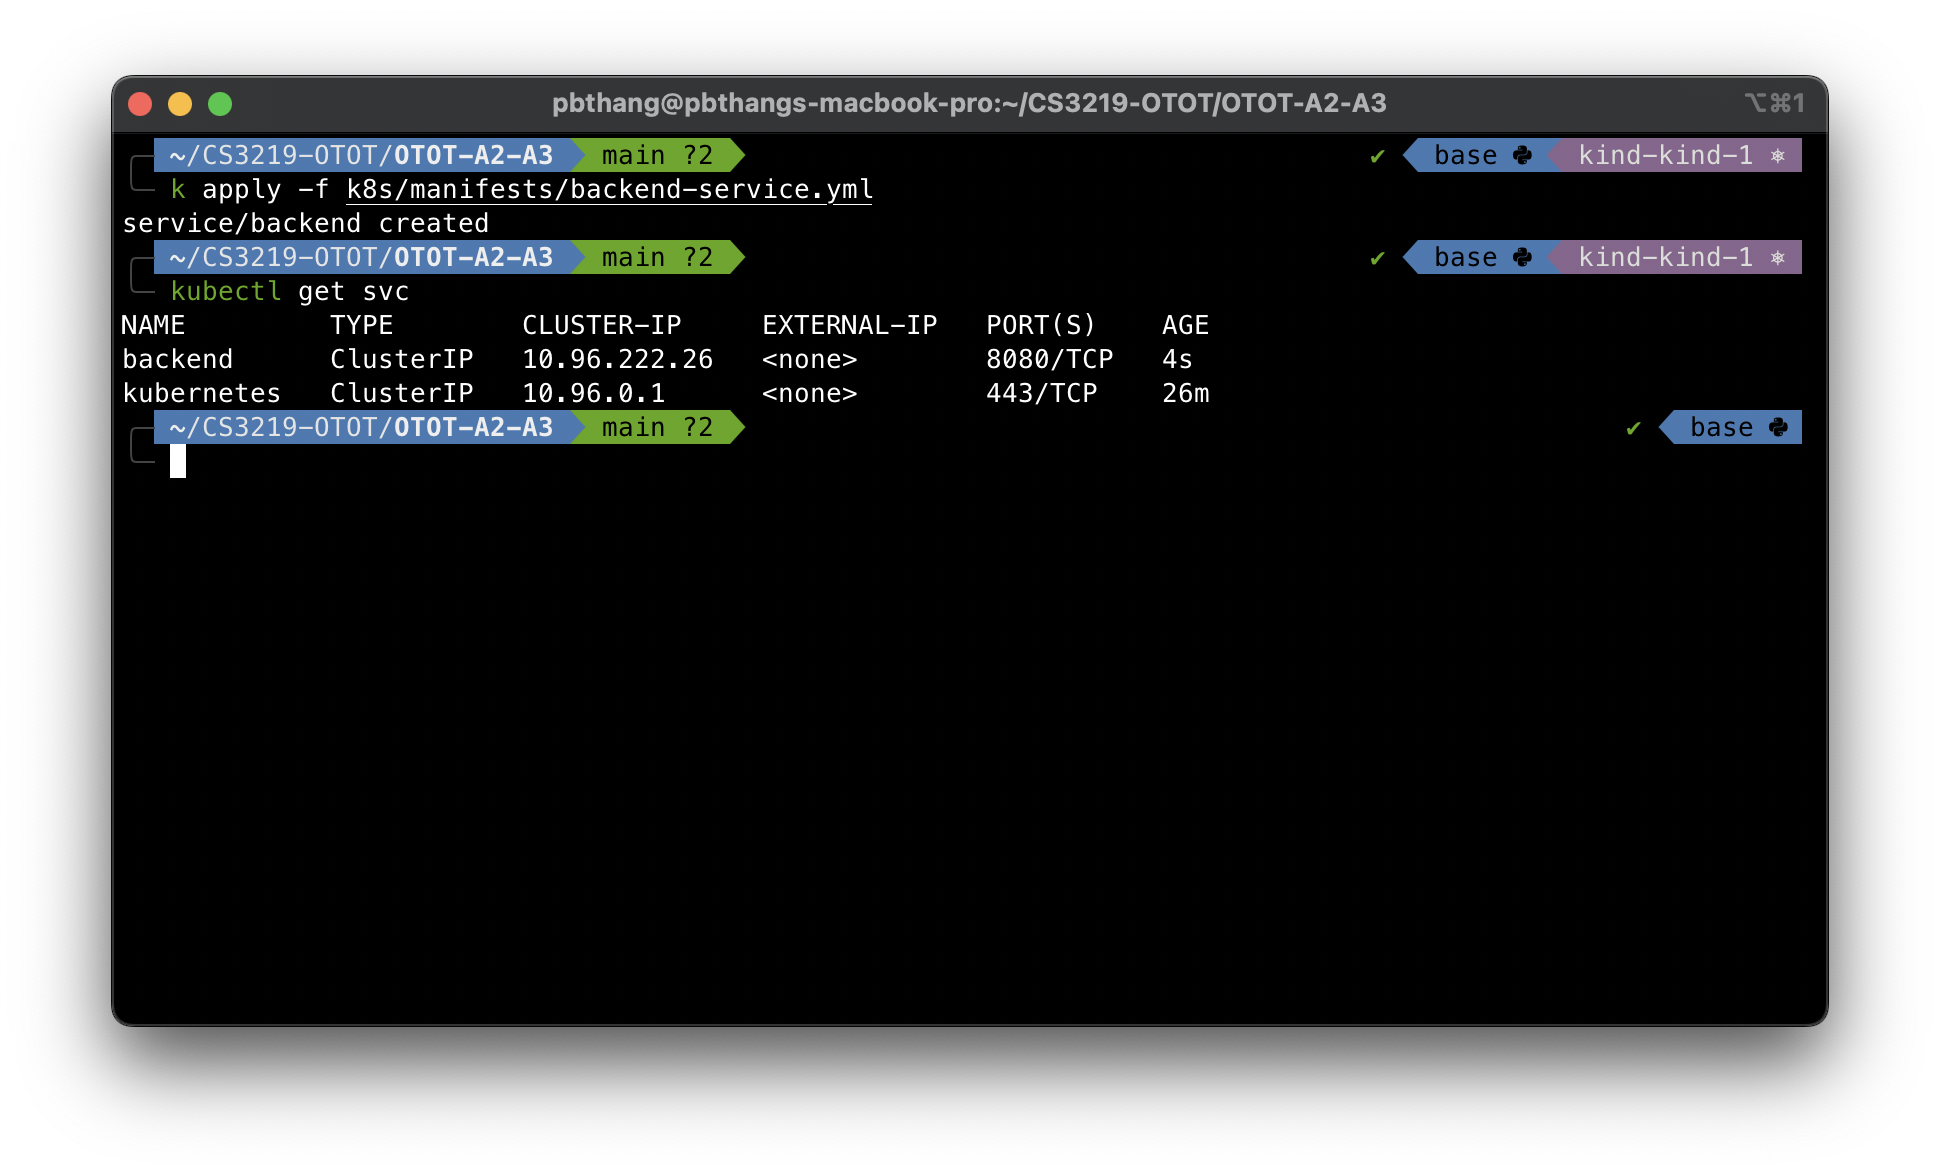 pbthang@pbthangs-macbook-pro:~/CS3219-OTOT/OTOT-A2-A3 ⌥⌘1
~/CS3219-OTOT/OTOT-A2-A3 main ?2 ✔ base kind-kind-1
k apply -f k8s/manifests/backend-service.yml
service/backend created
~/CS3219-OTOT/OTOT-A2-A3 main ?2 ✔ base kind-kind-1
kubectl get svc
NAME TYPE CLUSTER-IP EXTERNAL-IP PORT(S) AGE
backend ClusterIP 10.96.222.26 <none> 8080/TCP 4s
kubernetes ClusterIP 10.96.0.1 <none> 443/TCP 26m
~/CS3219-OTOT/OTOT-A2-A3 main ?2 ✔ base